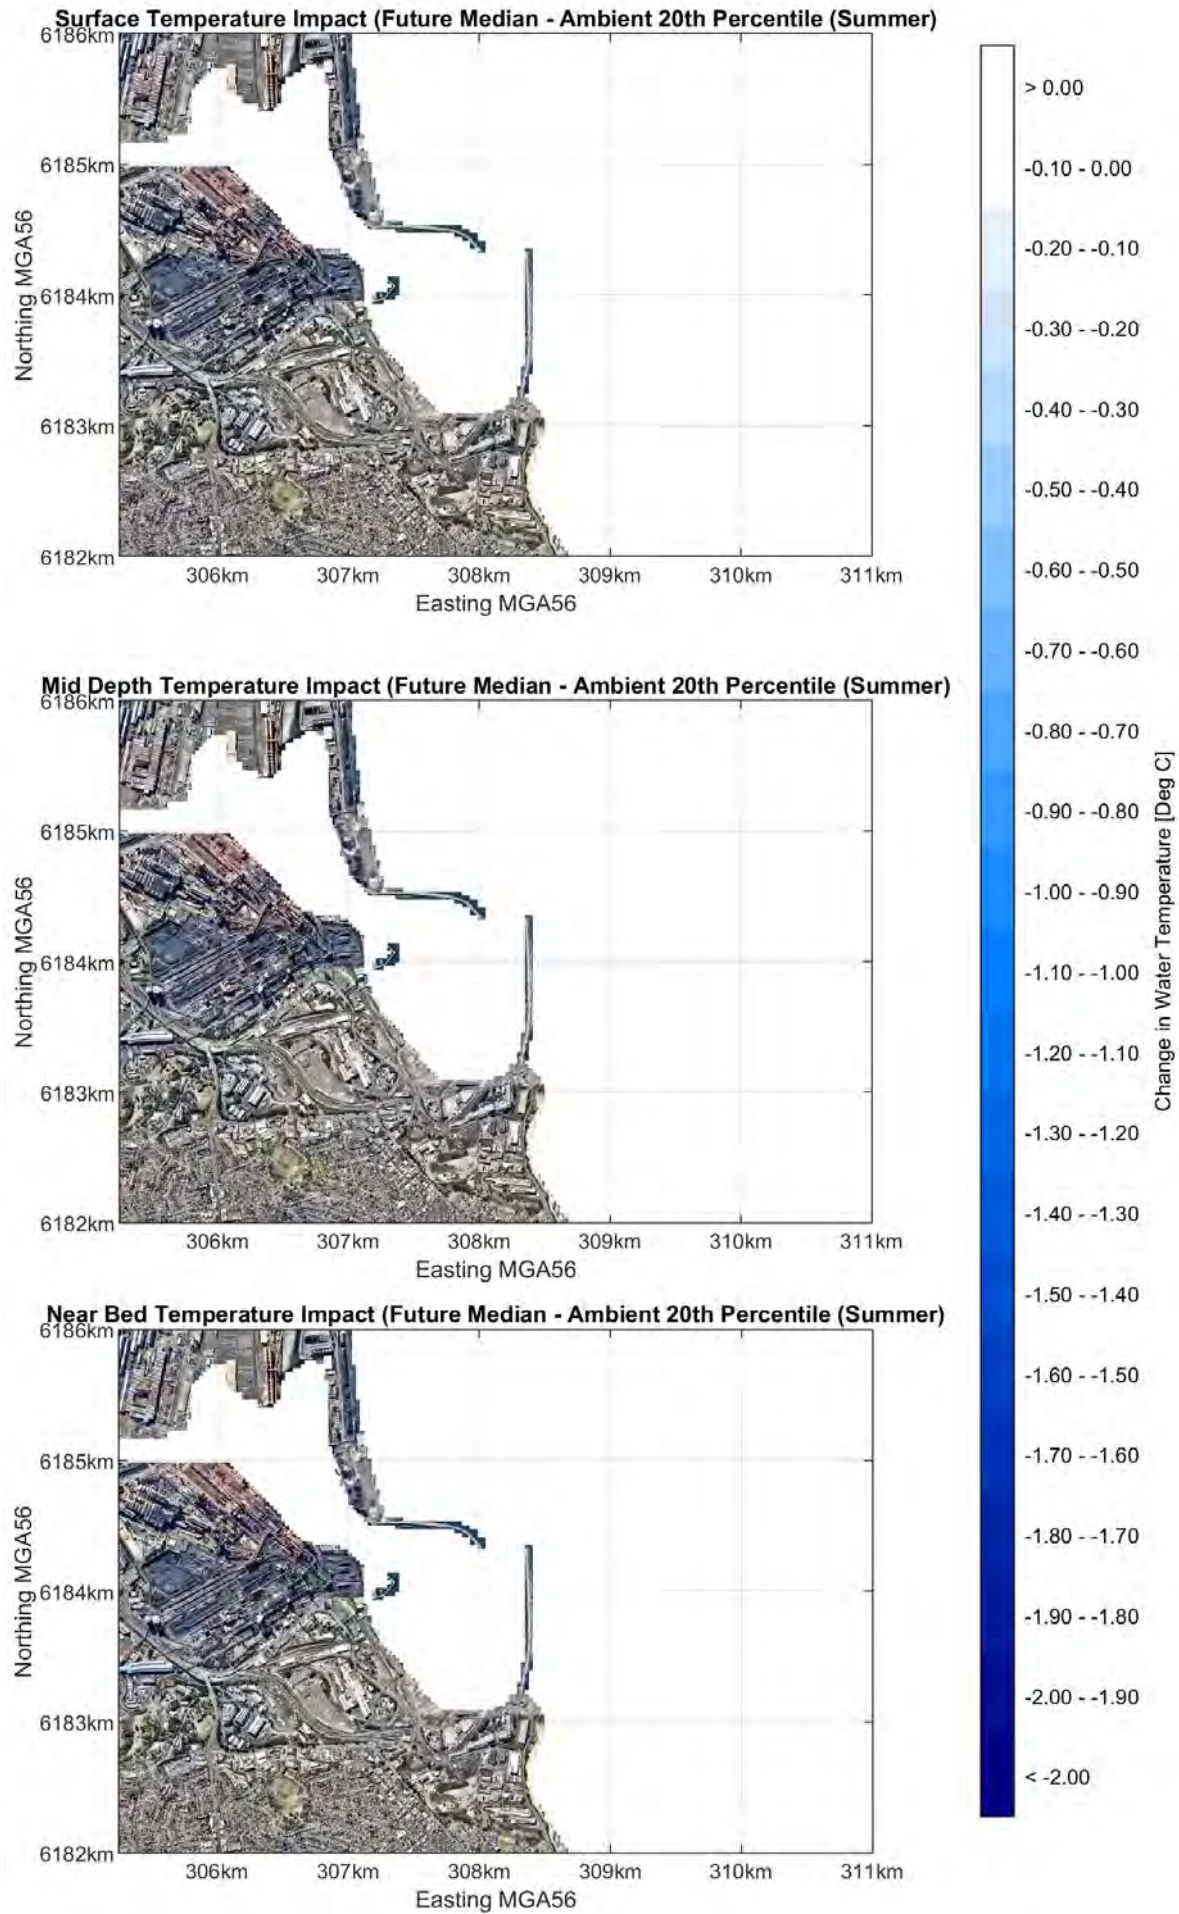 Surface Temperature Impact (Future Median - Ambient 20th Percentile (Summer)
6186km
6185km
6184km
6183km
6182km
Northing MGA56
306km 307km 308km 309km 310km 311km
Easting MGA56
Mid Depth Temperature Impact (Future Median - Ambient 20th Percentile (Summer)
6186km
6185km
6184km
6183km
6182km
Northing MGA56
306km 307km 308km 309km 310km 311km
Easting MGA56
Near Bed Temperature Impact (Future Median - Ambient 20th Percentile (Summer)
6186km
6185km
6184km
6183km
6182km
Northing MGA56
306km 307km 308km 309km 310km 311km
Easting MGA56
> 0.00
-0.10 - 0.00
-0.20 - -0.10
-0.30 - -0.20
-0.40 - -0.30
-0.50 - -0.40
-0.60 - -0.50
-0.70 - -0.60
-0.80 - -0.70
-0.90 - -0.80
-1.00 - -0.90
-1.10 - -1.00
-1.20 - -1.10
-1.30 - -1.20
-1.40 - -1.30
-1.50 - -1.40
-1.60 - -1.50
-1.70 - -1.60
-1.80 - -1.70
-1.90 - -1.80
-2.00 - -1.90
< -2.00
Change in Water Temperature [Deg C]